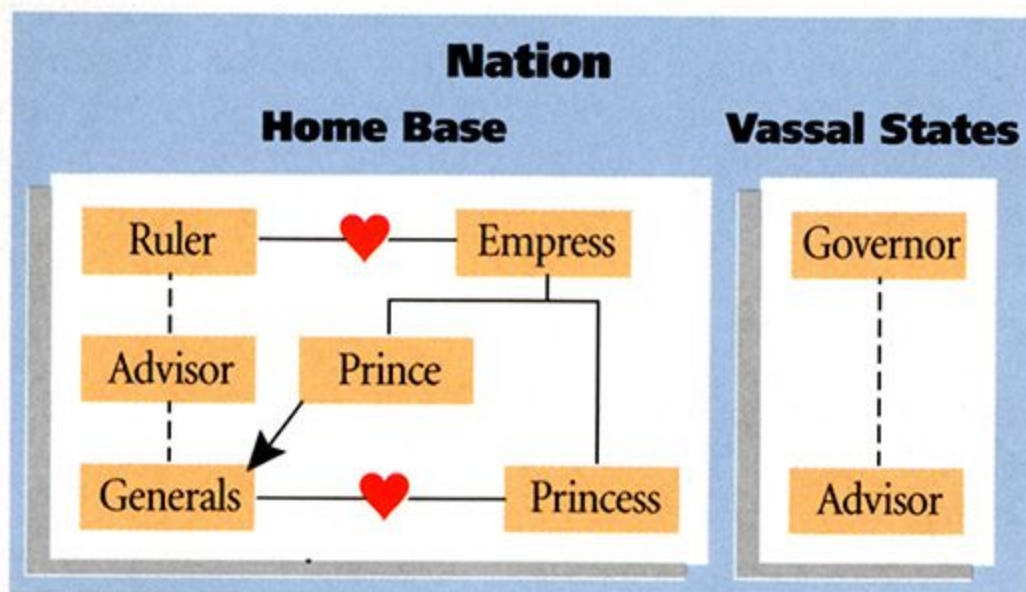 Nation
Home Base
Vassal States
Ruler
Empress
Governor
Advisor
Prince
Generals
Princess
Advisor